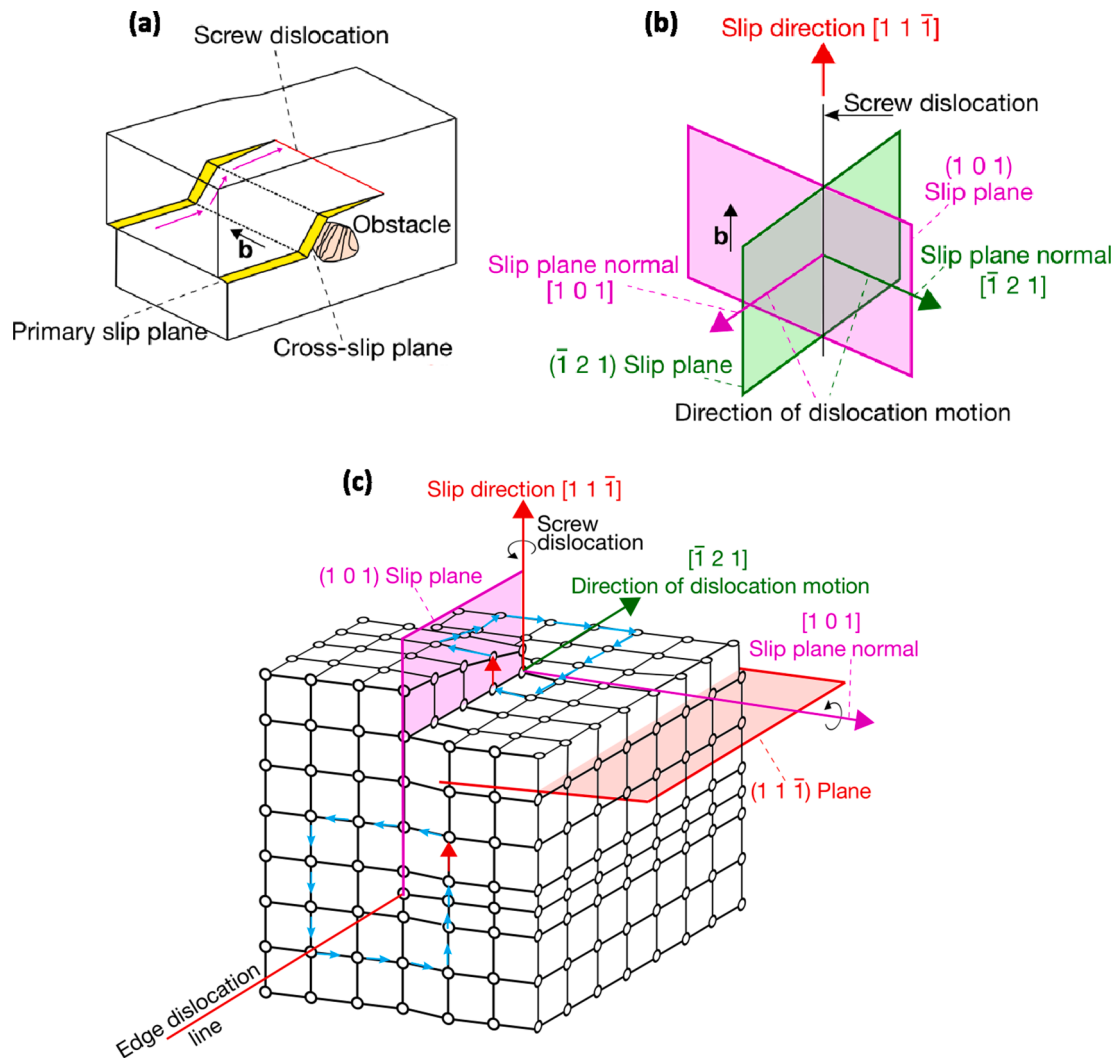 (a)
Screw dislocation
b
Obstacle
Primary slip plane
Cross-slip plane
(b)
Slip direction [1 1 1̅]
Screw dislocation
(1 0 1)
Slip plane
b
Slip plane normal
[1 0 1]
Slip plane normal
[1̅ 2 1]
(1̅ 2 1) Slip plane
Direction of dislocation motion
(c)
Slip direction [1 1 1̅]
Screw
dislocation
(1 0 1) Slip plane
[1̅ 2 1]
Direction of dislocation motion
[1 0 1]
Slip plane normal
(1 1 1̅) Plane
Edge dislocation
line